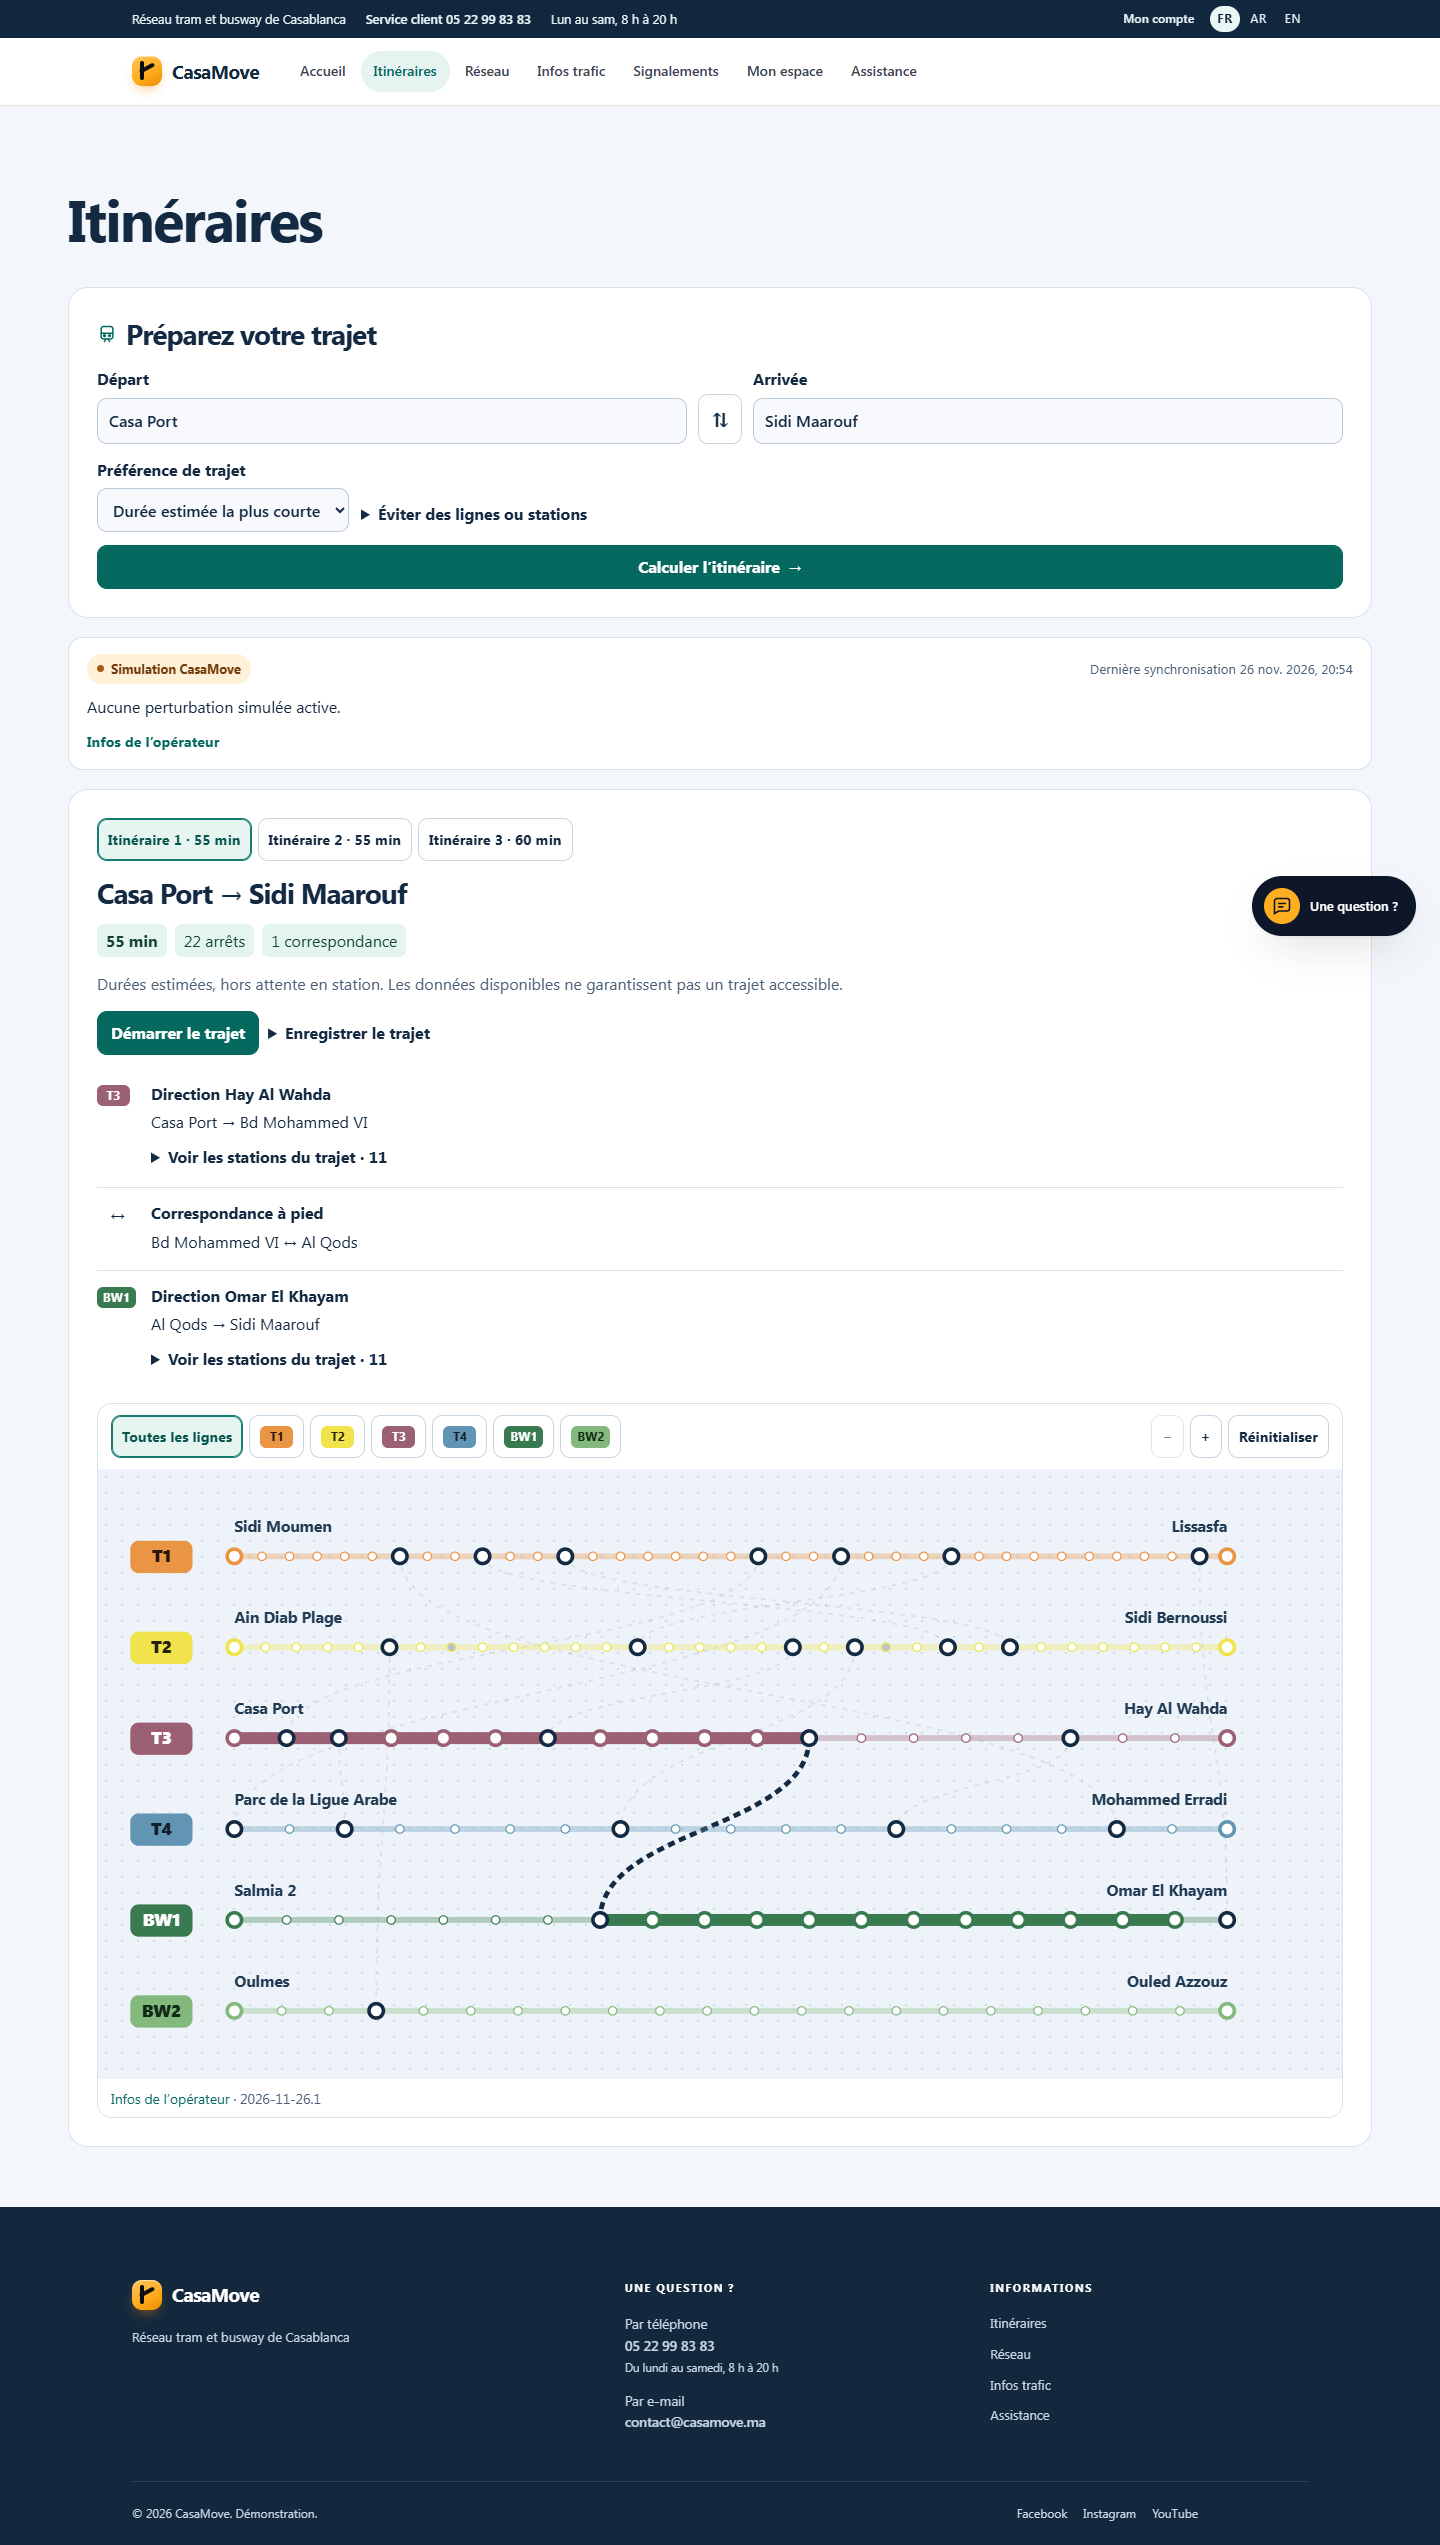 Réseau tram et busway de Casablanca Service client 05 22 99 83 83 Lun au sam, 8 h à 20 h Mon compte FR AR EN
CasaMove Accueil Itinéraires Réseau Infos trafic Signalements Mon espace Assistance
Itinéraires
Préparez votre trajet
Départ Arrivée
Casa Port ⇅ Sidi Maarouf
Préférence de trajet
Durée estimée la plus courte ▶ Éviter des lignes ou stations
Calculer l’itinéraire →
Simulation CasaMove Dernière synchronisation 26 nov. 2026, 20:54
Aucune perturbation simulée active.
Infos de l’opérateur
Itinéraire 1 · 55 min Itinéraire 2 · 55 min Itinéraire 3 · 60 min
Casa Port → Sidi Maarouf
Une question ?
55 min 22 arrêts 1 correspondance
Durées estimées, hors attente en station. Les données disponibles ne garantissent pas un trajet accessible.
Démarrer le trajet ▶ Enregistrer le trajet
T3 Direction Hay Al Wahda
Casa Port → Bd Mohammed VI
▶ Voir les stations du trajet · 11
↔ Correspondance à pied
Bd Mohammed VI ↔ Al Qods
BW1 Direction Omar El Khayam
Al Qods → Sidi Maarouf
▶ Voir les stations du trajet · 11
Toutes les lignes T1 T2 T3 T4 BW1 BW2 − + Réinitialiser
Sidi Moumen Lissasfa
T1
Ain Diab Plage Sidi Bernoussi
T2
Casa Port Hay Al Wahda
T3
Parc de la Ligue Arabe Mohammed Erradi
T4
Salmia 2 Omar El Khayam
BW1
Oulmes Ouled Azzouz
BW2
Infos de l’opérateur · 2026-11-26.1
CasaMove
Réseau tram et busway de Casablanca
UNE QUESTION ?
Par téléphone
05 22 99 83 83
Du lundi au samedi, 8 h à 20 h
Par e-mail
contact@casamove.ma
INFORMATIONS
Itinéraires
Réseau
Infos trafic
Assistance
© 2026 CasaMove. Démonstration. Facebook Instagram YouTube